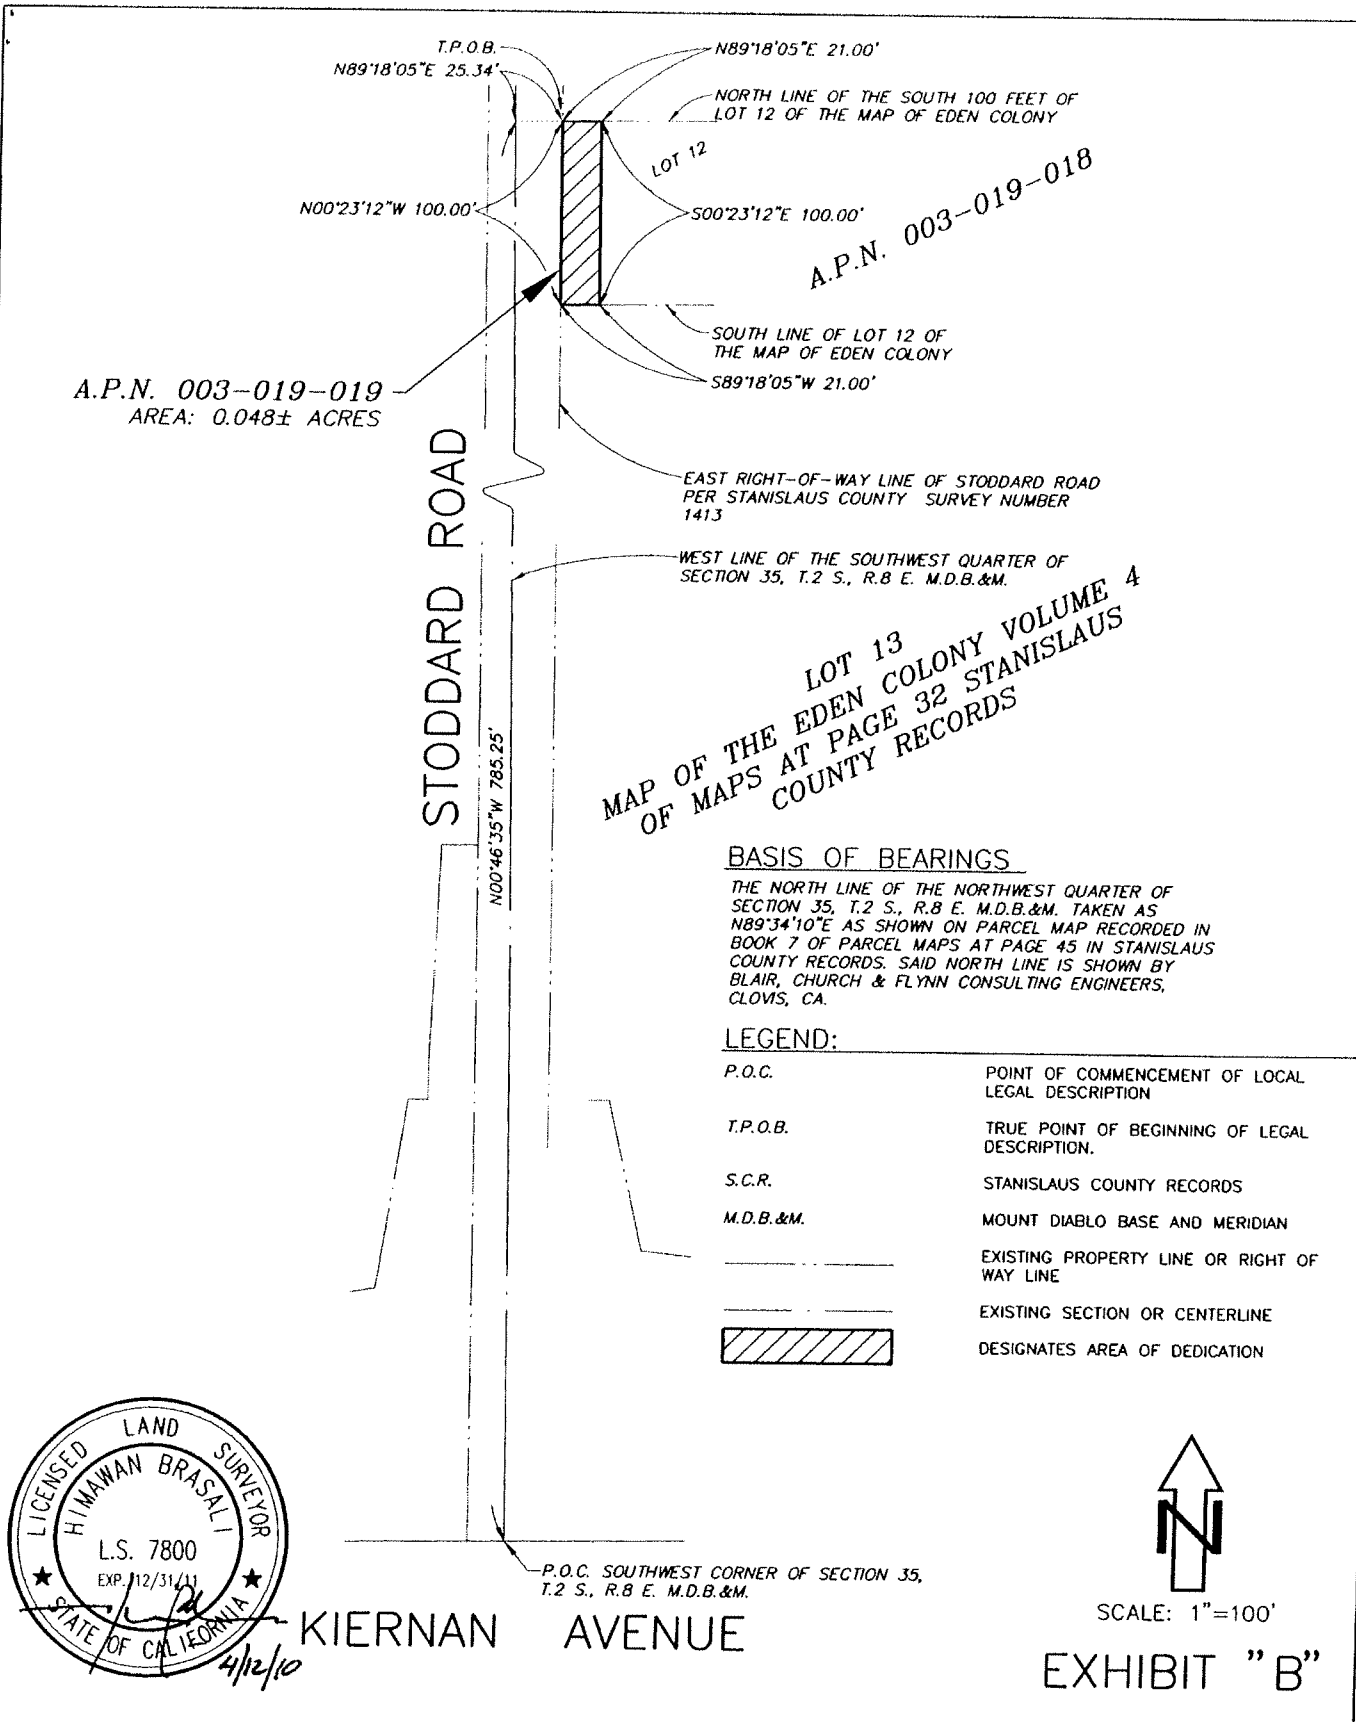 T.P.O.B.
N89°18'05"E 25.34'
N89°18'05"E 21.00'
NORTH LINE OF THE SOUTH 100 FEET OF
LOT 12 OF THE MAP OF EDEN COLONY
LOT 12
A.P.N. 003-019-018
N00°23'12"W 100.00'
S00°23'12"E 100.00'
SOUTH LINE OF LOT 12 OF
THE MAP OF EDEN COLONY
S89°18'05"W 21.00'
A.P.N. 003-019-019
AREA: 0.048± ACRES
STODDARD ROAD
EAST RIGHT-OF-WAY LINE OF STODDARD ROAD
PER STANISLAUS COUNTY SURVEY NUMBER
1413
WEST LINE OF THE SOUTHWEST QUARTER OF
SECTION 35, T.2 S., R.8 E. M.D.B.&M.
LOT 13
MAP OF THE EDEN COLONY VOLUME 4
OF MAPS AT PAGE 32 STANISLAUS
COUNTY RECORDS
N00°46'35"W 785.25'
BASIS OF BEARINGS
THE NORTH LINE OF THE NORTHWEST QUARTER OF
SECTION 35, T.2 S., R.8 E. M.D.B.&M. TAKEN AS
N89°34'10"E AS SHOWN ON PARCEL MAP RECORDED IN
BOOK 7 OF PARCEL MAPS AT PAGE 45 IN STANISLAUS
COUNTY RECORDS. SAID NORTH LINE IS SHOWN BY
BLAIR, CHURCH & FLYNN CONSULTING ENGINEERS,
CLOVIS, CA.
LEGEND:
P.O.C. POINT OF COMMENCEMENT OF LOCAL
LEGAL DESCRIPTION
T.P.O.B. TRUE POINT OF BEGINNING OF LEGAL
DESCRIPTION.
S.C.R. STANISLAUS COUNTY RECORDS
M.D.B.&M. MOUNT DIABLO BASE AND MERIDIAN
EXISTING PROPERTY LINE OR RIGHT OF
WAY LINE
EXISTING SECTION OR CENTERLINE
DESIGNATES AREA OF DEDICATION
LICENSED LAND SURVEYOR
HIMAWAN BRASALI
L.S. 7800
EXP. 12/31/11
STATE OF CALIFORNIA
4/12/10
P.O.C. SOUTHWEST CORNER OF SECTION 35,
T.2 S., R.8 E. M.D.B.&M.
KIERNAN AVENUE
N
SCALE: 1"=100'
EXHIBIT "B"